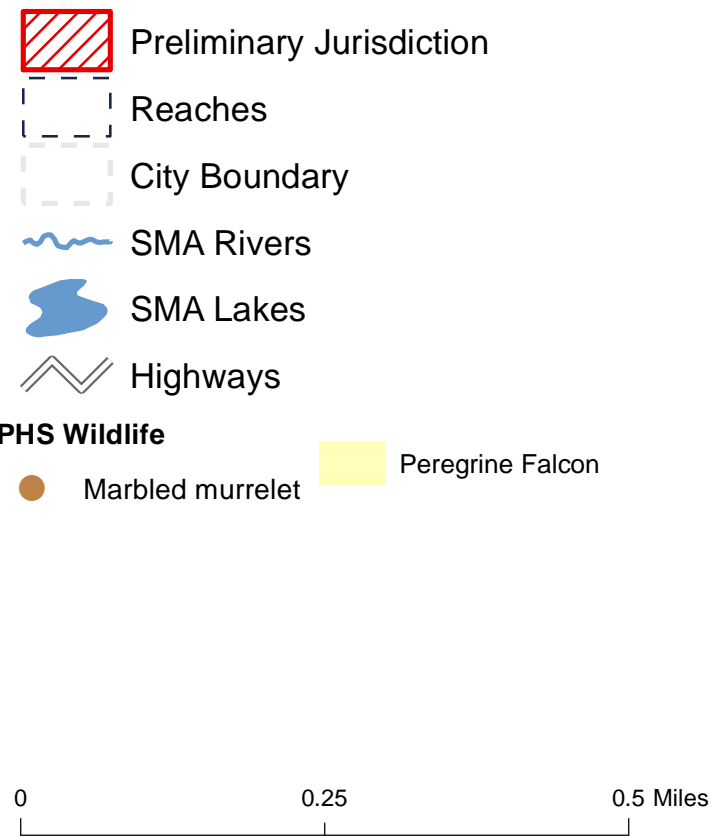 Preliminary Jurisdiction
Reaches
City Boundary
SMA Rivers
SMA Lakes
Highways
PHS Wildlife
Marbled murrelet
Peregrine Falcon
0 0.25 0.5 Miles